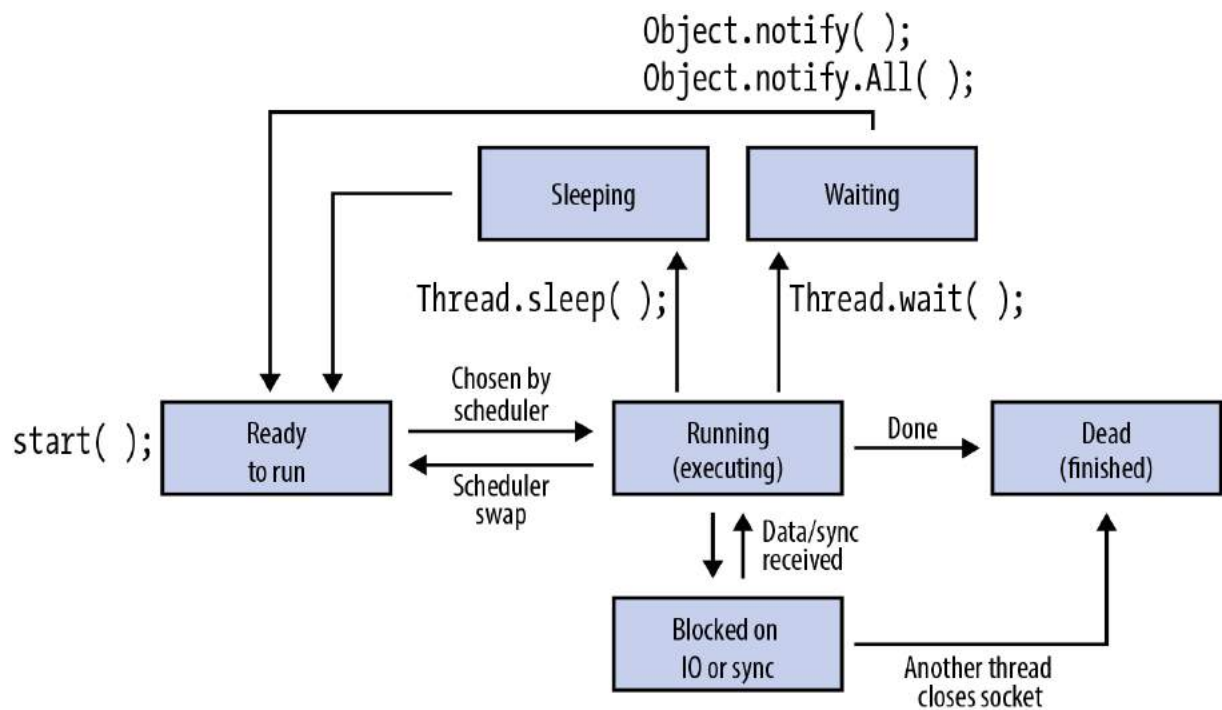 Object.notify( );
Object.notify.All( );
Sleeping
Waiting
Thread.sleep( );
Thread.wait( );
start( );
Ready
to run
Chosen by
scheduler
Scheduler
swap
Running
(executing)
Done
Dead
(finished)
Data/sync
received
Blocked on
IO or sync
Another thread
closes socket